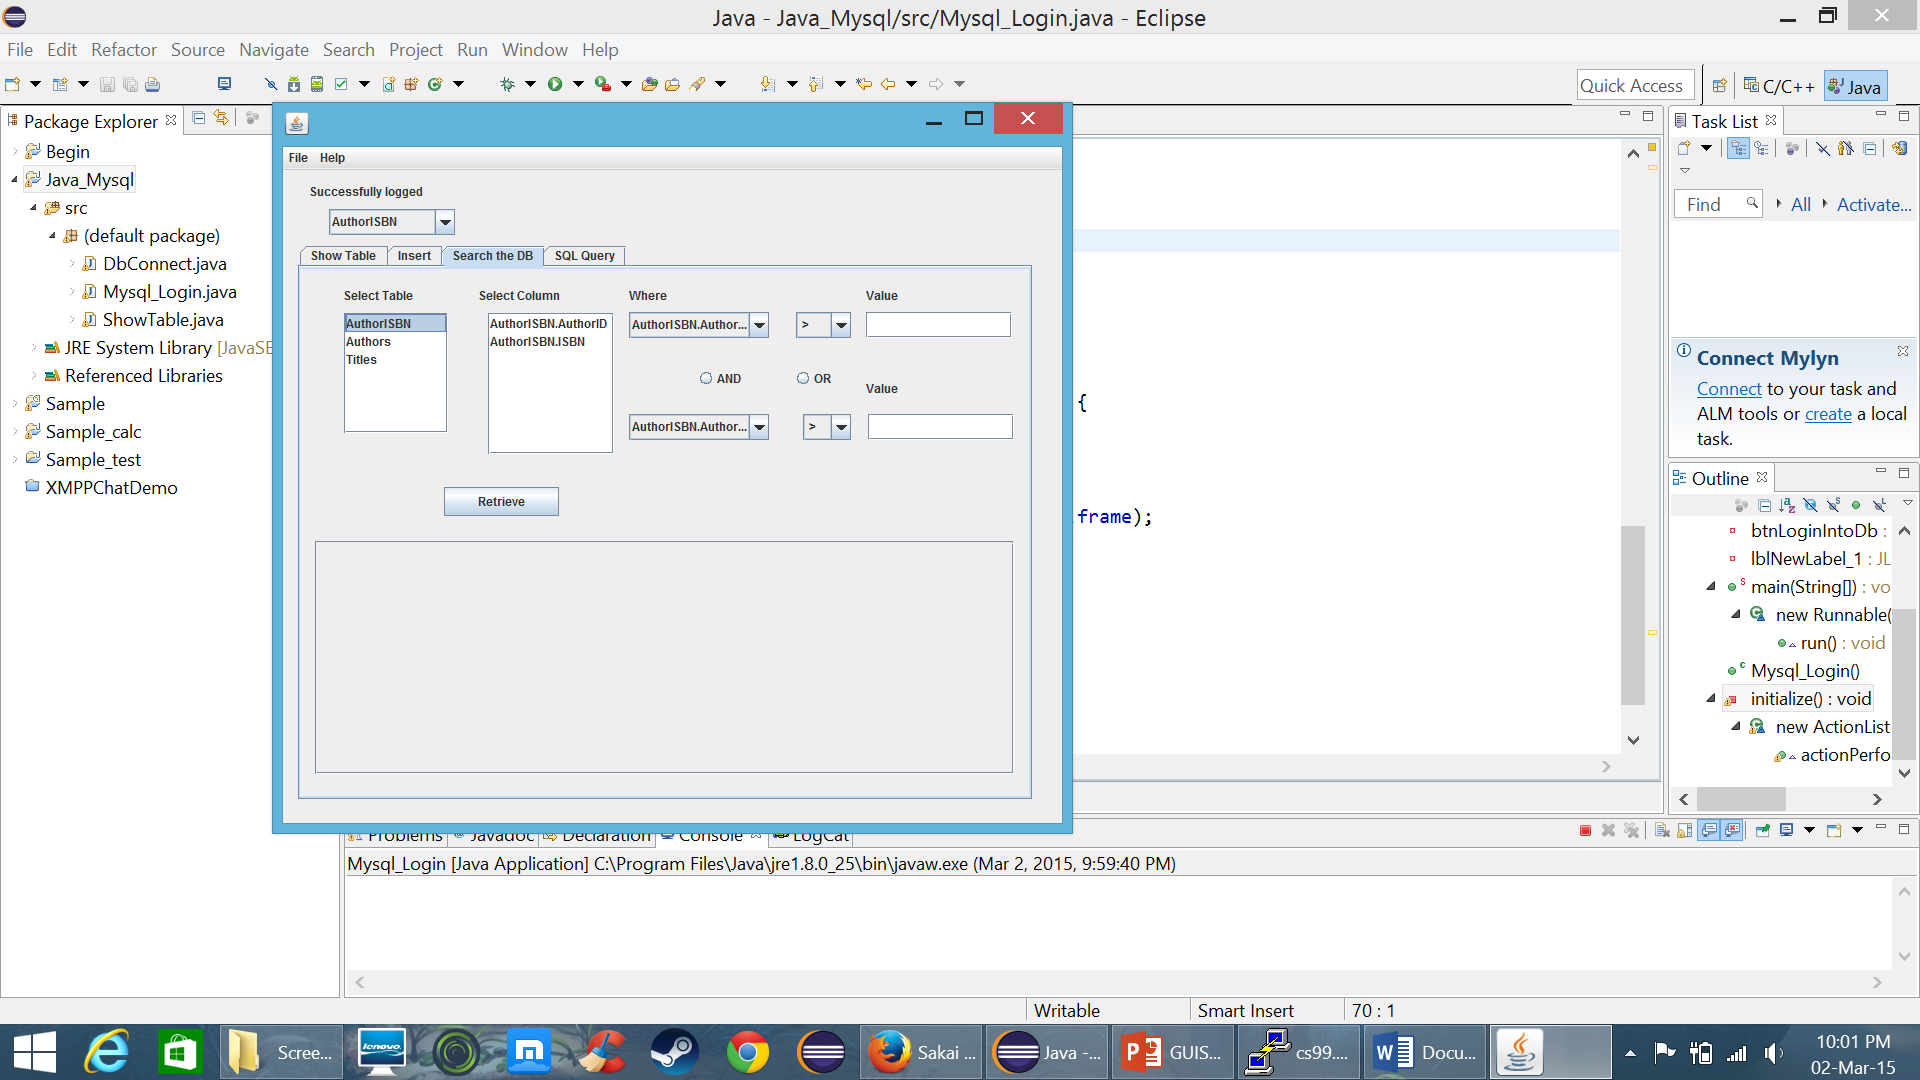 Java - Java_Mysql/src/Mysql_Login.java - Eclipse
File Edit Refactor Source Navigate Search Project Run Window Help
Quick Access
C/C++
Java
Package Explorer
Begin
Java_Mysql
src
(default package)
DbConnect.java
Mysql_Login.java
ShowTable.java
JRE System Library [JavaSE
Referenced Libraries
Sample
Sample_calc
Sample_test
XMPPChatDemo
File Help
Successfully logged
AuthorISBN
Show Table Insert Search the DB SQL Query
Select Table Select Column Where Value
AuthorISBN
Authors
Titles
AuthorISBN.AuthorID
AuthorISBN.ISBN
AuthorISBN.Author... >
AND OR Value
AuthorISBN.Author... >
Retrieve
{
.frame);
Task List
Find All Activate...
Connect Mylyn
Connect to your task and
ALM tools or create a local
task.
Outline
btnLoginIntoDb :
lblNewLabel_1 : JL
main(String[]) : vo
new Runnable(
run() : void
Mysql_Login()
initialize() : void
new ActionList
actionPerfo
Problems Javadoc Declaration Console LogCat
Mysql_Login [Java Application] C:\Program Files\Java\jre1.8.0_25\bin\javaw.exe (Mar 2, 2015, 9:59:40 PM)
Writable Smart Insert 70 : 1
Scree...
lenovo
Sakai ...
Java -...
GUIS...
cs99....
Docu...
10:01 PM
02-Mar-15